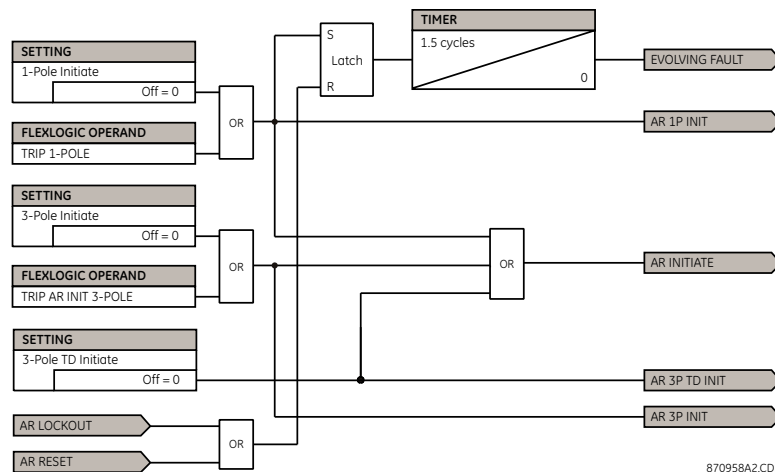 TIMER
1.5 cycles
0
S
Latch
R
EVOLVING FAULT
SETTING
1-Pole Initiate
Off = 0
OR
AR 1P INIT
FLEXLOGIC OPERAND
TRIP 1-POLE
SETTING
3-Pole Initiate
Off = 0
OR
OR
AR INITIATE
FLEXLOGIC OPERAND
TRIP AR INIT 3-POLE
SETTING
3-Pole TD Initiate
Off = 0
AR 3P TD INIT
AR 3P INIT
AR LOCKOUT
OR
AR RESET
870958A2.CD